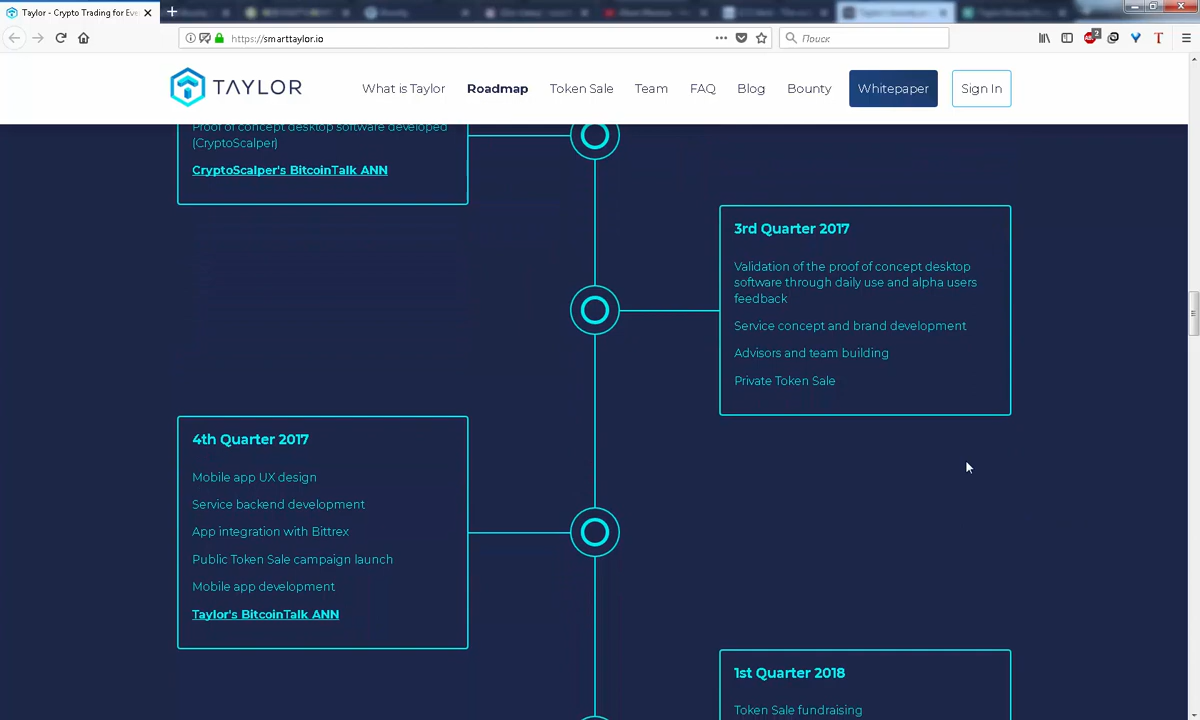 Taylor - Crypto Trading for Eve
https://smarttaylor.io
Поиск
2
TAYLOR
What is Taylor
Roadmap
Token Sale
Team
FAQ
Blog
Bounty
Whitepaper
Sign In
Proof of concept desktop software developed
(CryptoScalper)
CryptoScalper's BitcoinTalk ANN
3rd Quarter 2017
Validation of the proof of concept desktop
software through daily use and alpha users
feedback
Service concept and brand development
Advisors and team building
Private Token Sale
4th Quarter 2017
Mobile app UX design
Service backend development
App integration with Bittrex
Public Token Sale campaign launch
Mobile app development
Taylor's BitcoinTalk ANN
1st Quarter 2018
Token Sale fundraising